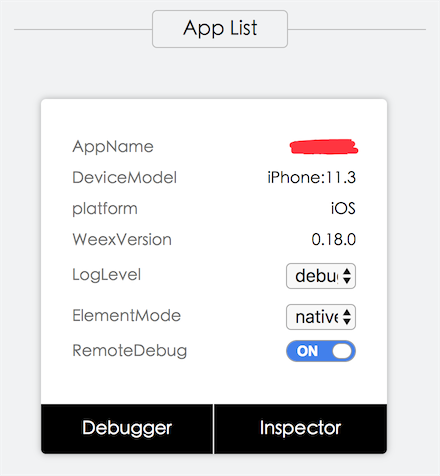 App List
AppName
DeviceModel iPhone:11.3
platform iOS
WeexVersion 0.18.0
LogLevel debu
ElementMode native
RemoteDebug ON
Debugger Inspector